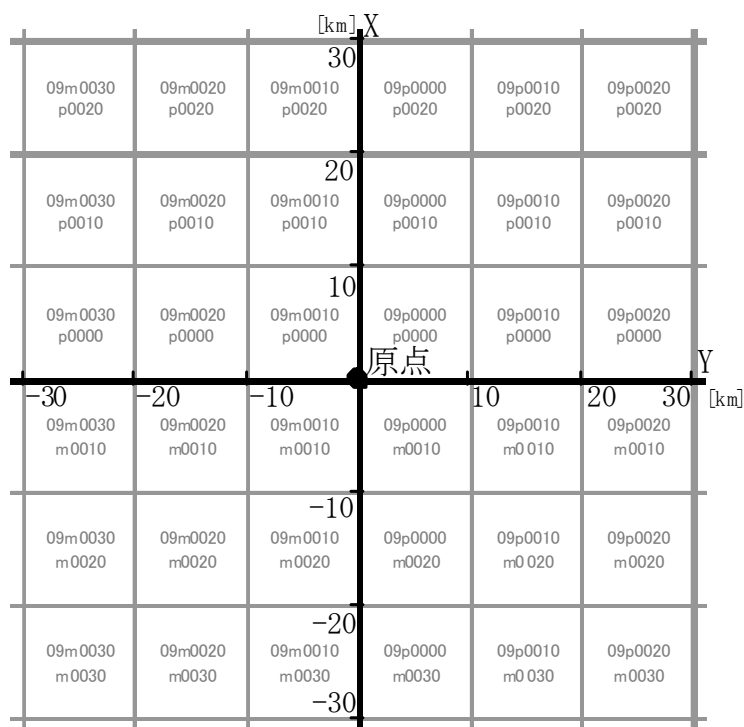 [km] X
30
09m0030 09m0020 09m0010 09p0000 09p0010 09p0020
p0020 p0020 p0020 p0020 p0020 p0020
20
09m0030 09m0020 09m0010 09p0000 09p0010 09p0020
p0010 p0010 p0010 p0010 p0010 p0010
10
09m0030 09m0020 09m0010 09p0000 09p0010 09p0020
p0000 p0000 p0000 p0000 p0000 p0000
原点 Y
-30 -20 -10 10 20 30 [km]
09m0030 09m0020 09m0010 09p0000 09p0010 09p0020
m0010 m0010 m0010 m0010 m0010 m0010
-10
09m0030 09m0020 09m0010 09p0000 09p0010 09p0020
m0020 m0020 m0020 m0020 m0020 m0020
-20
09m0030 09m0020 09m0010 09p0000 09p0010 09p0020
m0030 m0030 m0030 m0030 m0030 m0030
-30